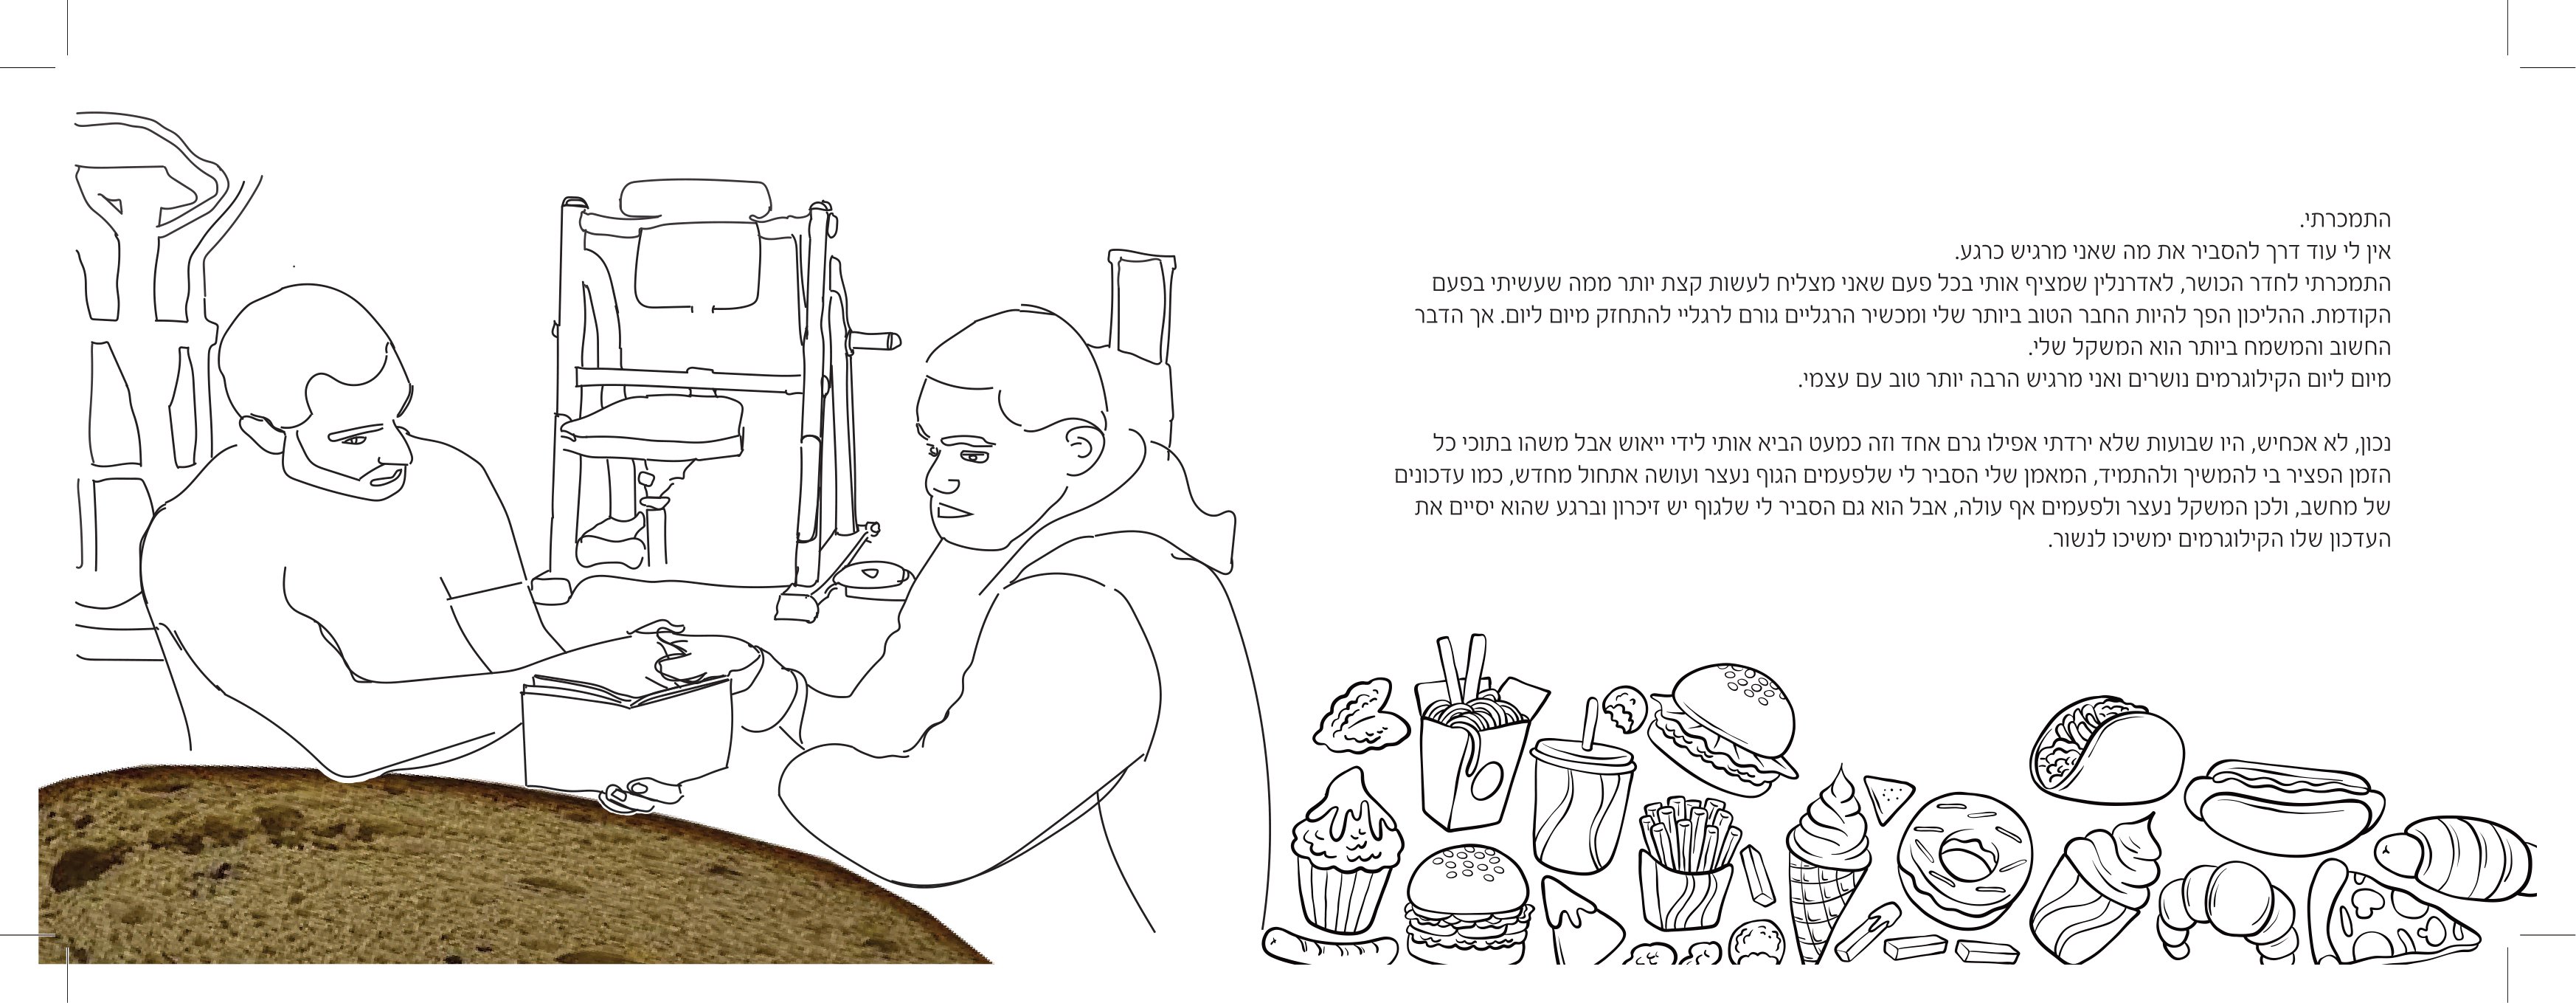 התמכרתי.
אין לי עוד דרך להסביר את מה שאני מרגיש כרגע.
התמכרתי לחדר הכושר, לאדרנלין שמציף אותי בכל פעם שאני מצליח לעשות קצת יותר ממה שעשיתי בפעם
הקודמת. ההליכון הפך להיות החבר הטוב ביותר שלי ומכשיר הרגליים גורם לרגליי להתחזק מיום ליום. אך הדבר
החשוב והמשמח ביותר הוא המשקל שלי.
מיום ליום הקילוגרמים נושרים ואני מרגיש הרבה יותר טוב עם עצמי.
נכון, לא אכחיש, היו שבועות שלא ירדתי אפילו גרם אחד וזה כמעט הביא אותי לידי ייאוש אבל משהו בתוכי כל
הזמן הפציר בי להמשיך ולהתמיד, המאמן שלי הסביר לי שלפעמים הגוף נעצר ועושה אתחול מחדש, כמו עדכונים
של מחשב, ולכן המשקל נעצר ולפעמים אף עולה, אבל הוא גם הסביר לי שלגוף יש זיכרון וברגע שהוא יסיים את
העדכון שלו הקילוגרמים ימשיכו לנשור.